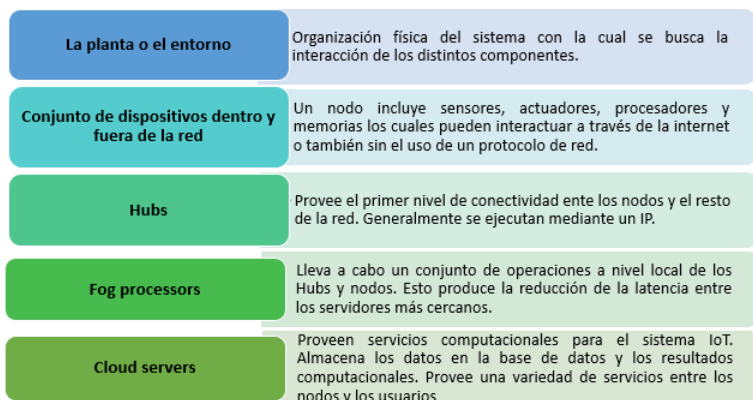 La planta o el entorno
Organización física del sistema con la cual se busca la
interacción de los distintos componentes.
Conjunto de dispositivos dentro y
fuera de la red
Un nodo incluye sensores, actuadores, procesadores y
memorias los cuales pueden interactuar a través de la internet
o también sin el uso de un protocolo de red.
Hubs
Provee el primer nivel de conectividad ente los nodos y el resto
de la red. Generalmente se ejecutan mediante un IP.
Fog processors
Lleva a cabo un conjunto de operaciones a nivel local de los
Hubs y nodos. Esto produce la reducción de la latencia entre
los servidores más cercanos.
Cloud servers
Proveen servicios computacionales para el sistema IoT.
Almacena los datos en la base de datos y los resultados
computacionales. Provee una variedad de servicios entre los
nodos y los usuarios